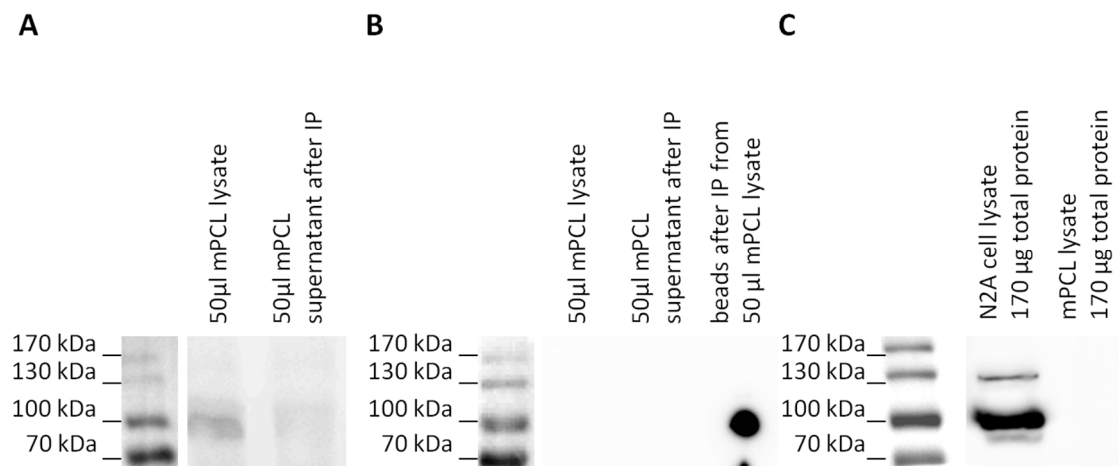 A
B
C
50µl mPCL lysate
50µl mPCL
supernatant after IP
50µl mPCL lysate
50µl mPCL
supernatant after IP
beads after IP from
50 µl mPCL lysate
N2A cell lysate
170 µg total protein
mPCL lysate
170 µg total protein
170 kDa
130 kDa
100 kDa
70 kDa
170 kDa
130 kDa
100 kDa
70 kDa
170 kDa
130 kDa
100 kDa
70 kDa